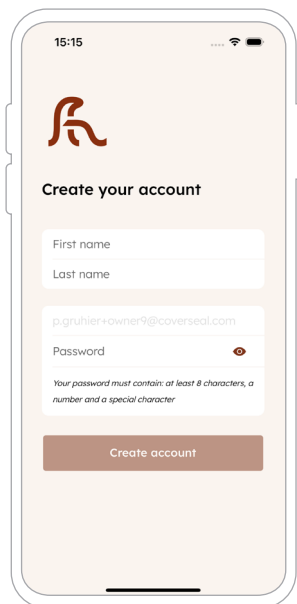 15:15
Create your account
First name
Last name
p.gruhier+owner9@coverseal.com
Password
Your password must contain: at least 8 characters, a
number and a special character
Create account